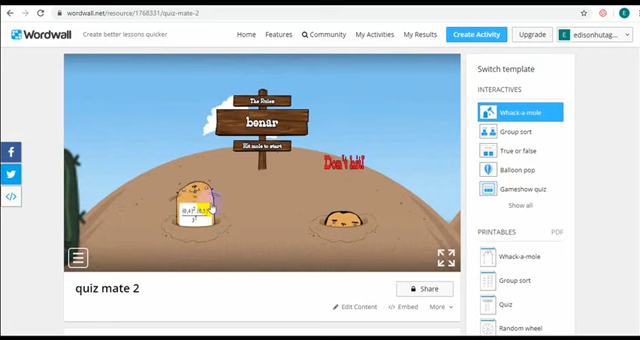 wordwall.net/resource/1768331/quiz-mate-2
Wordwall
Create better lessons quicker
Home
Features
Community
My Activities
My Results
Create Activity
Upgrade
edisonhutag...
The Rules
benar
Hit mole to start
Don't hit!
quiz mate 2
Share
Edit Content
Embed
More
Switch template
INTERACTIVES
Whack-a-mole
Group sort
True or false
Balloon pop
Gameshow quiz
Show all
PRINTABLES
PDF
Whack-a-mole
Group sort
Quiz
Random wheel